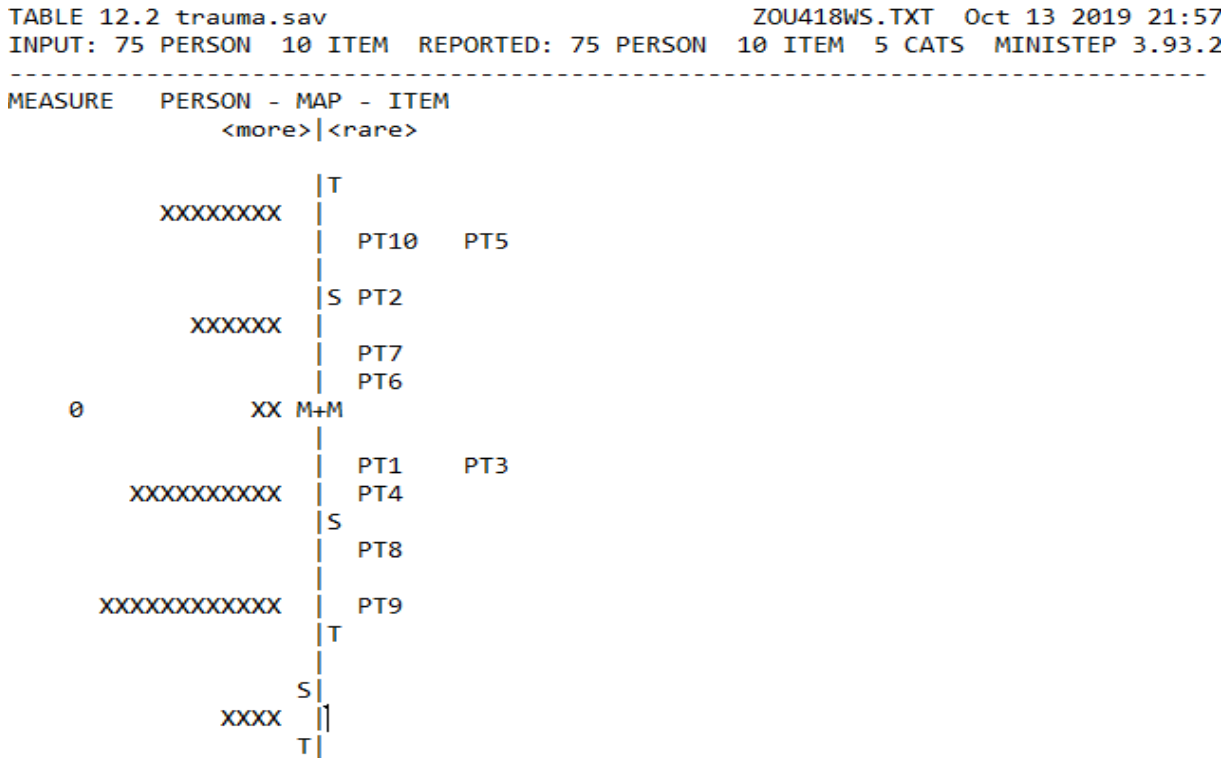 TABLE 12.2 trauma.sav ZOU418WS.TXT Oct 13 2019 21:57
INPUT: 75 PERSON 10 ITEM REPORTED: 75 PERSON 10 ITEM 5 CATS MINISTEP 3.93.2
--------------------------------------------------------------------------------
MEASURE PERSON - MAP - ITEM
<more>|<rare>
|T
XXXXXXXX |
| PT10 PT5
|
|S PT2
XXXXXX |
| PT7
| PT6
0 XX M+M
|
| PT1 PT3
XXXXXXXXXX | PT4
|S
| PT8
|
XXXXXXXXXXXX | PT9
|T
|
S|
XXXX |
T|